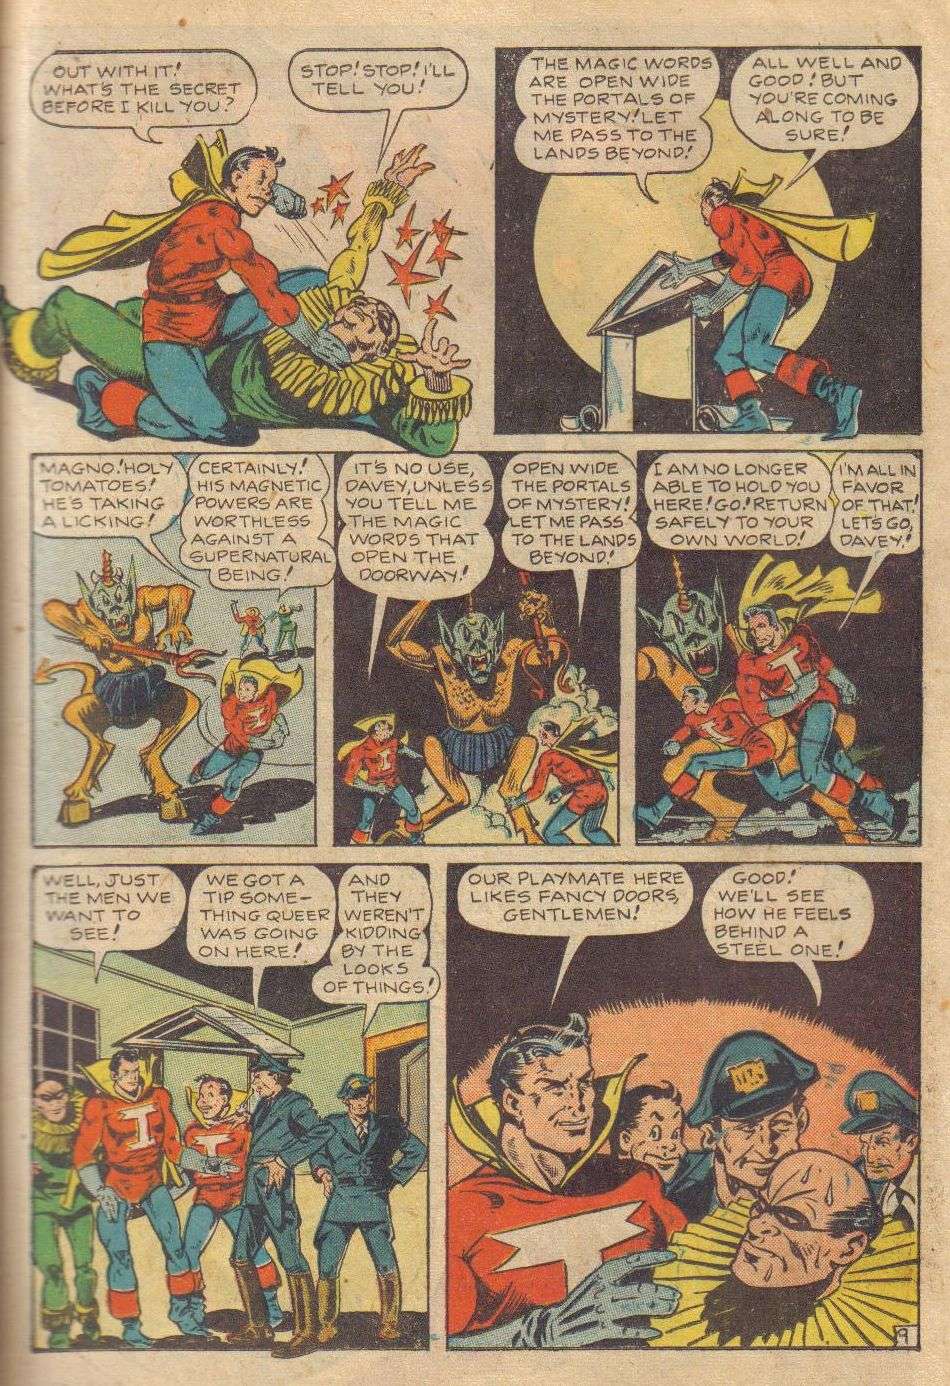 OUT WITH IT!
WHAT'S THE SECRET
BEFORE I KILL YOU?
STOP! STOP! I'LL
TELL YOU!
THE MAGIC WORDS
ARE OPEN WIDE
THE PORTALS OF
MYSTERY! LET
ME PASS TO THE
LANDS BEYOND!
ALL WELL AND
GOOD! BUT
YOU'RE COMING
ALONG TO BE
SURE!
MAGNO! HOLY
TOMATOES!
HE'S TAKING
A LICKING!
CERTAINLY!
HIS MAGNETIC
POWERS ARE
WORTHLESS
AGAINST A
SUPERNATURAL
BEING!
IT'S NO USE,
DAVEY, UNLESS
YOU TELL ME
THE MAGIC
WORDS THAT
OPEN THE
DOORWAY!
OPEN WIDE
THE PORTALS
OF MYSTERY!
LET ME PASS
TO THE LANDS
BEYOND!
I AM NO LONGER
ABLE TO HOLD YOU
HERE! GO! RETURN
SAFELY TO YOUR
OWN WORLD!
I'M ALL IN
FAVOR
OF THAT!
LET'S GO,
DAVEY!
WELL, JUST
THE MEN WE
WANT TO
SEE!
WE GOT A
TIP SOME-
THING QUEER
WAS GOING
ON HERE!
AND
THEY
WEREN'T
KIDDING
BY THE
LOOKS
OF THINGS!
OUR PLAYMATE HERE
LIKES FANCY DOORS,
GENTLEMEN!
GOOD!
WE'LL SEE
HOW HE FEELS
BEHIND A
STEEL ONE!
9